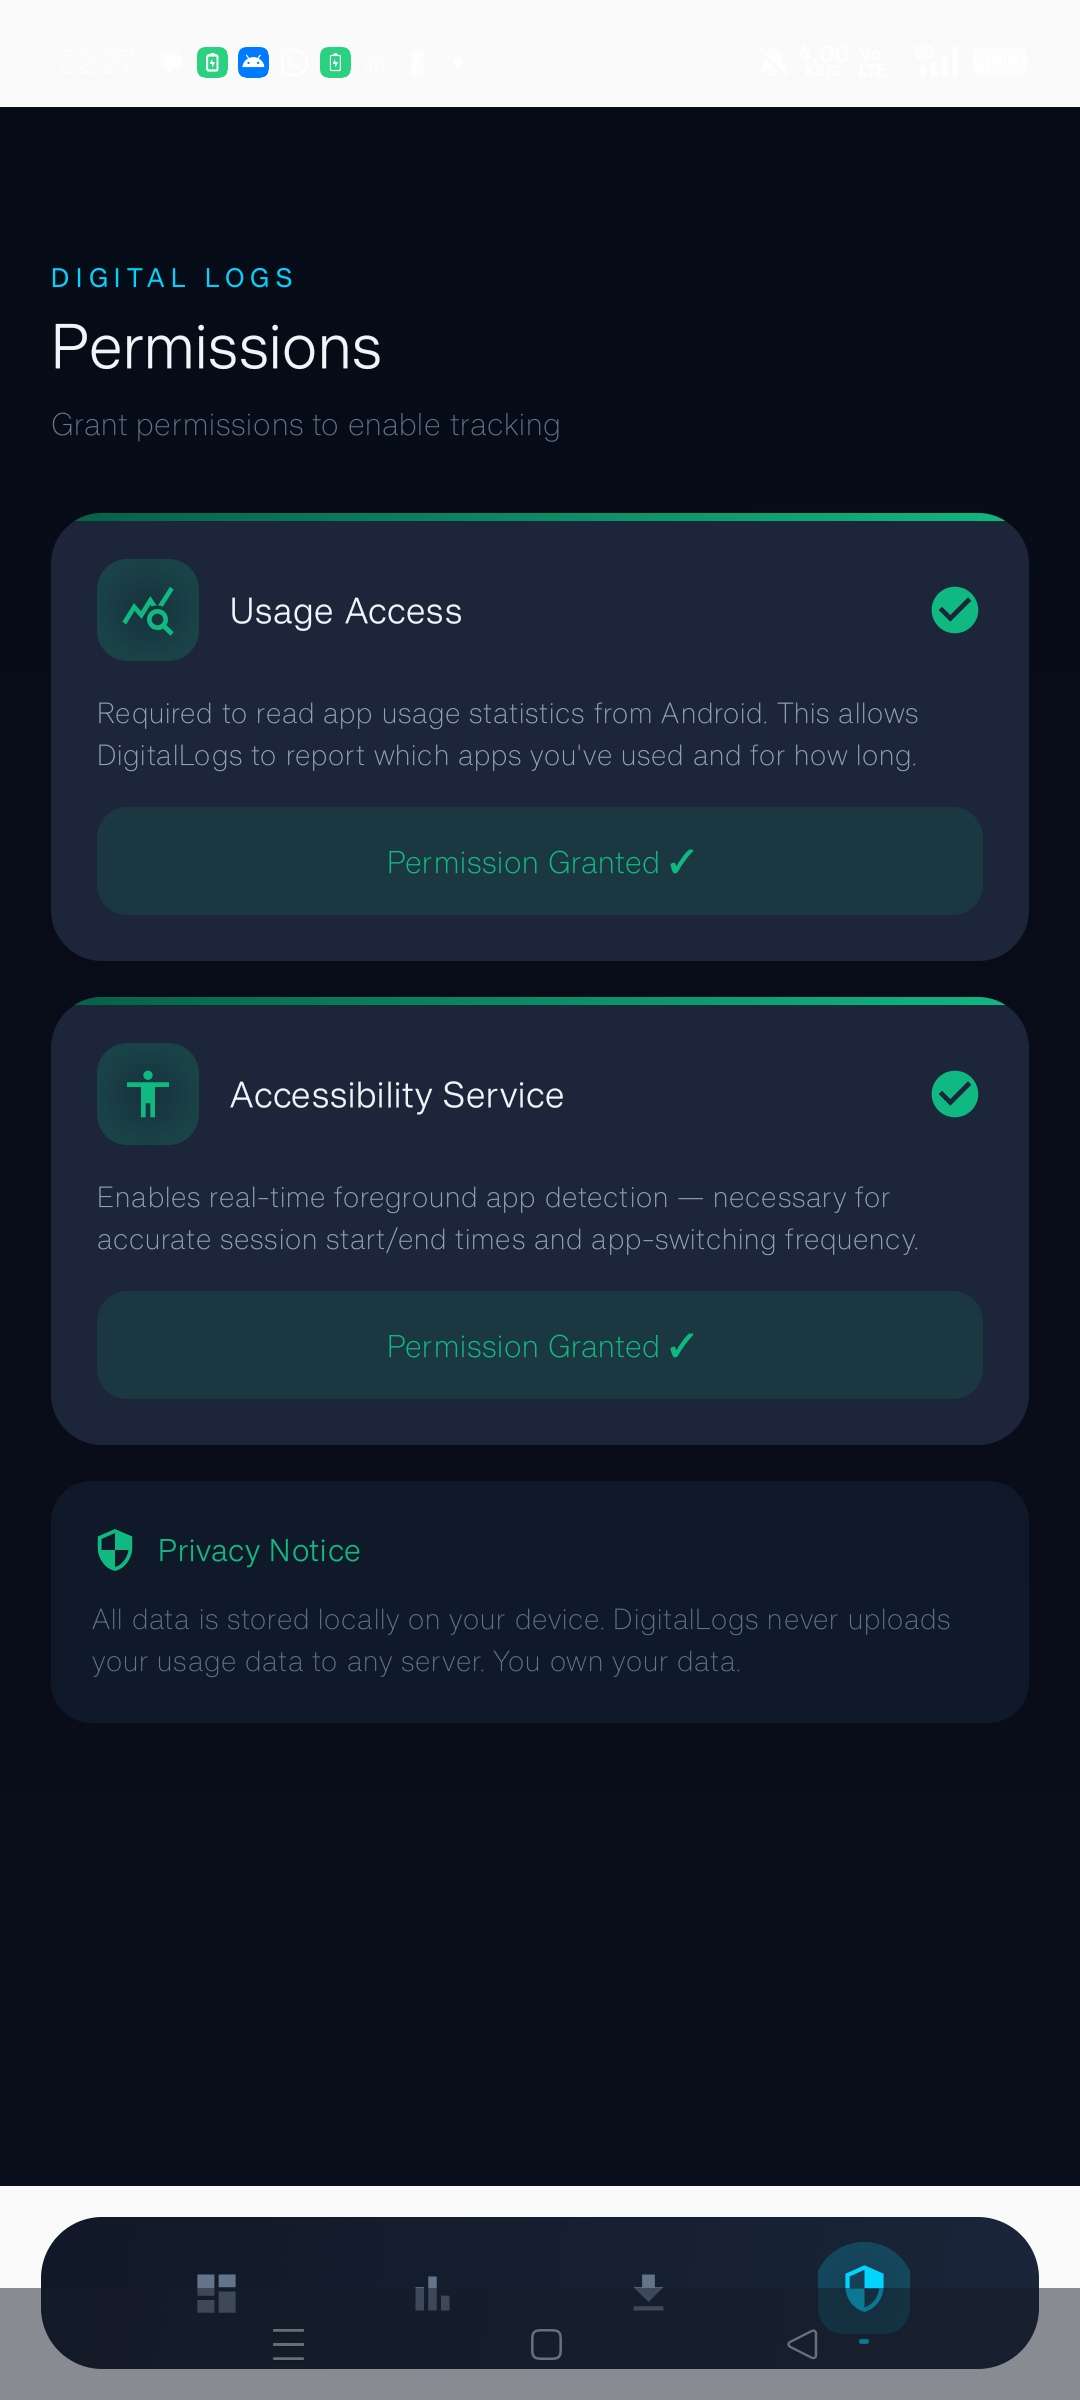 DIGITAL LOGS
Permissions
Grant permissions to enable tracking
Usage Access
Required to read app usage statistics from Android. This allows
DigitalLogs to report which apps you've used and for how long.
Permission Granted ✓
Accessibility Service
Enables real-time foreground app detection — necessary for
accurate session start/end times and app-switching frequency.
Permission Granted ✓
Privacy Notice
All data is stored locally on your device. DigitalLogs never uploads
your usage data to any server. You own your data.